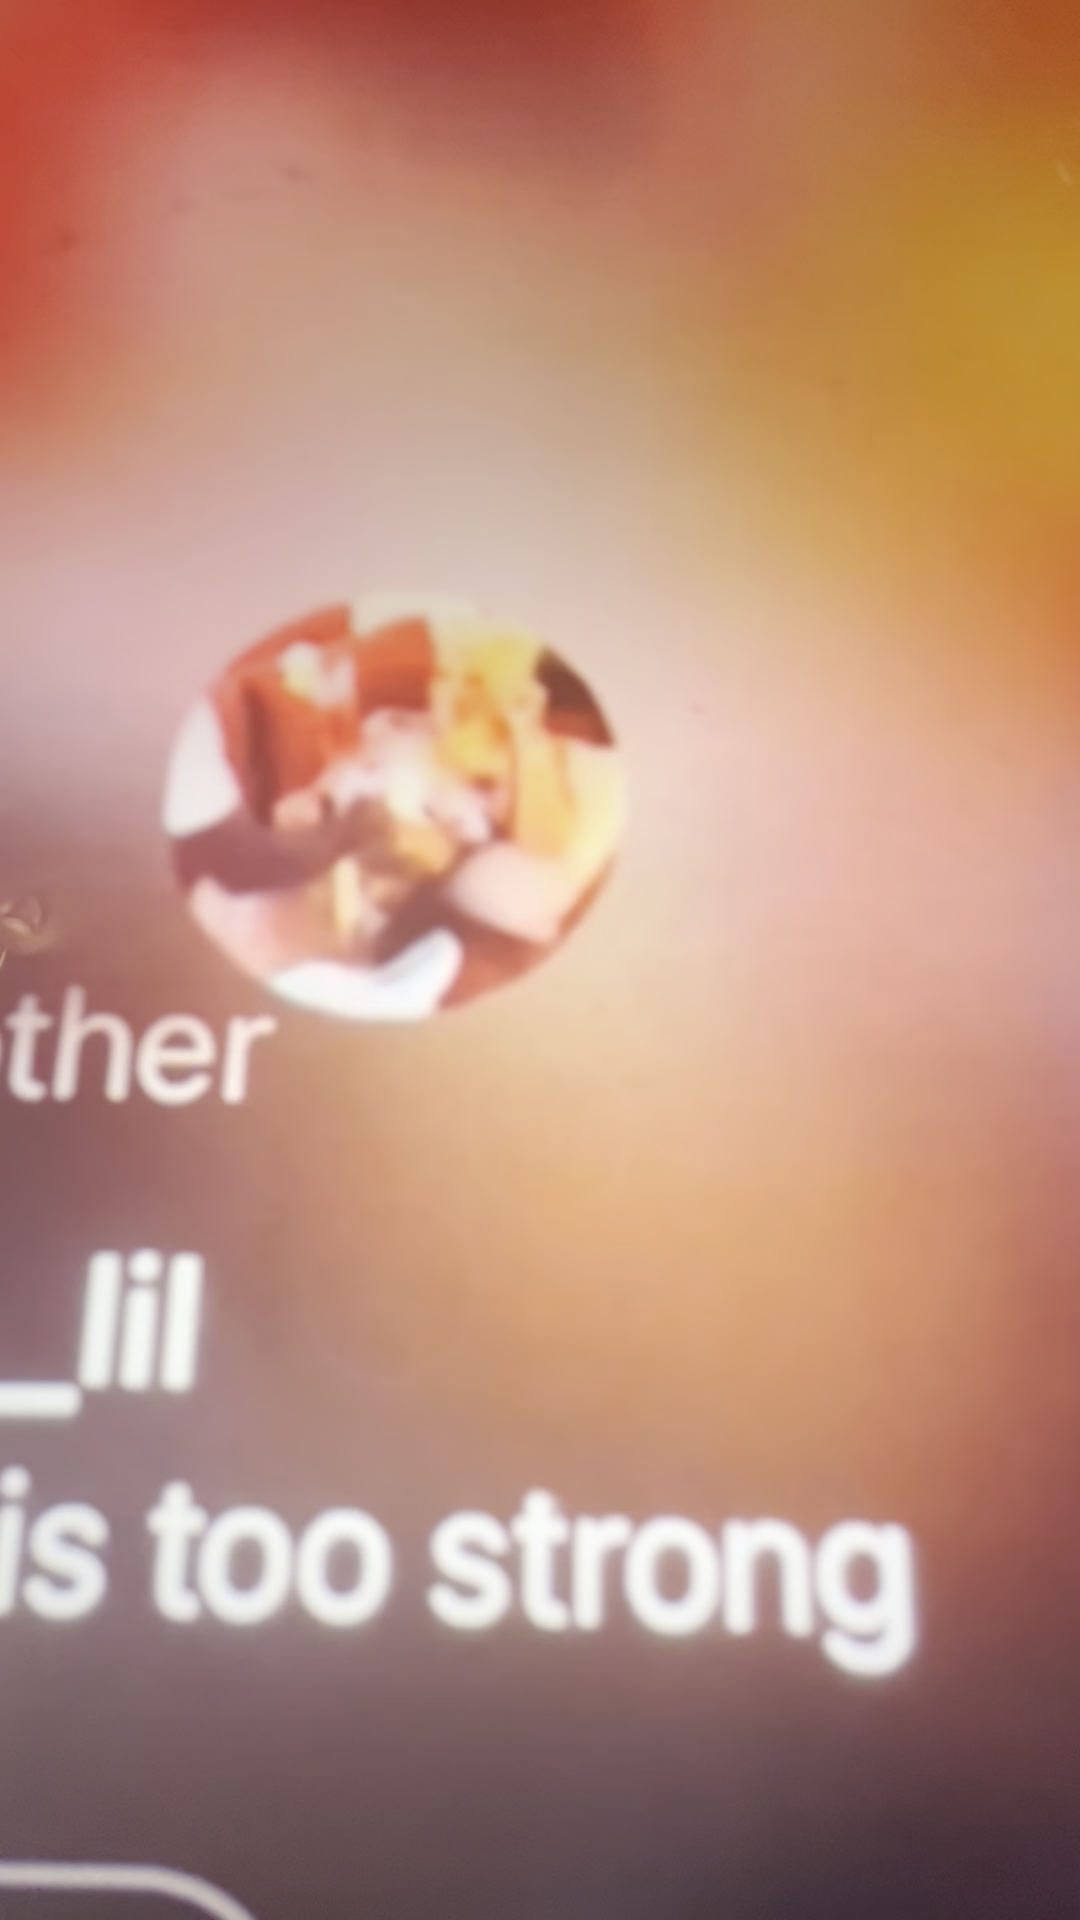 ther
_lil
is too strong